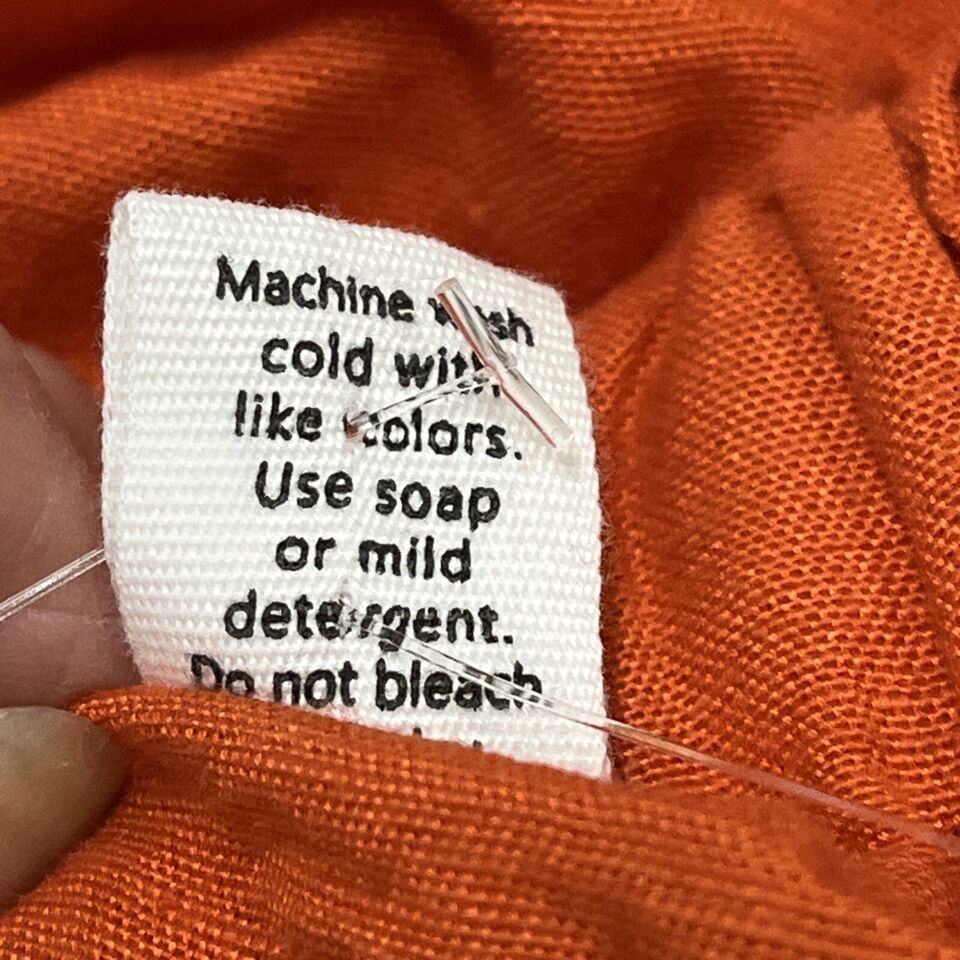 Machine wash
cold with
like colors.
Use soap
or mild
detergent.
Do not bleach